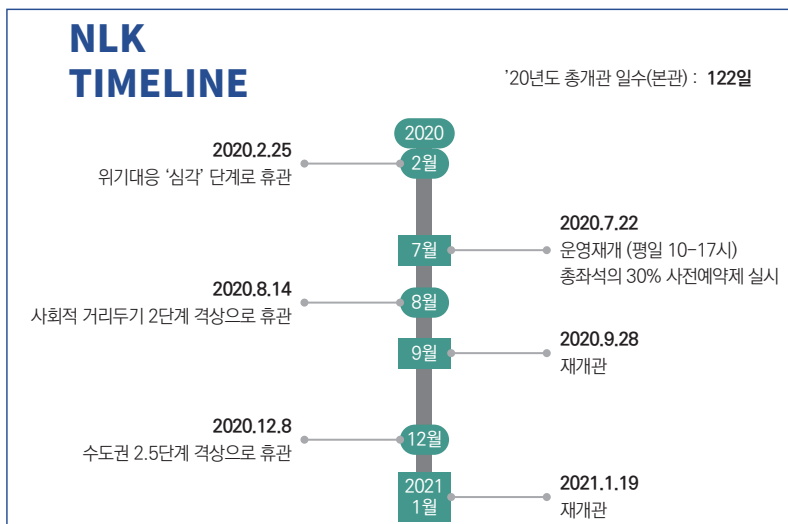 NLK
TIMELINE
’20년도 총개관 일수(본관) : 122일
2020
2월
2020.2.25
위기대응 ‘심각’ 단계로 휴관
7월
2020.7.22
운영재개 (평일 10-17시)
총좌석의 30% 사전예약제 실시
8월
2020.8.14
사회적 거리두기 2단계 격상으로 휴관
9월
2020.9.28
재개관
12월
2020.12.8
수도권 2.5단계 격상으로 휴관
2021
1월
2021.1.19
재개관